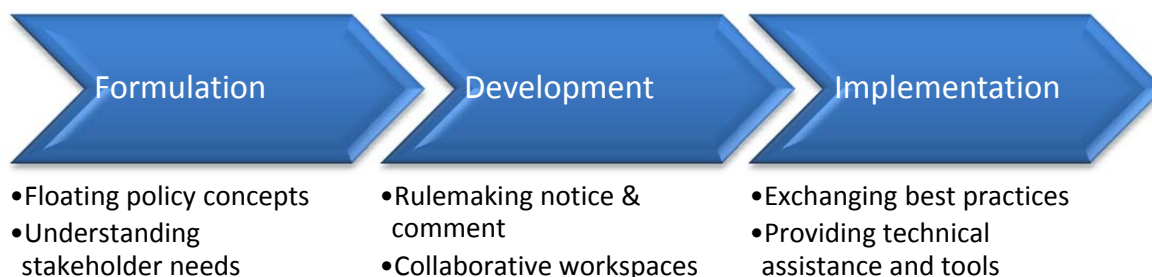 Formulation
Development
Implementation
•Floating policy concepts
•Understanding
stakeholder needs
•Rulemaking notice &
comment
•Collaborative workspaces
•Exchanging best practices
•Providing technical
assistance and tools